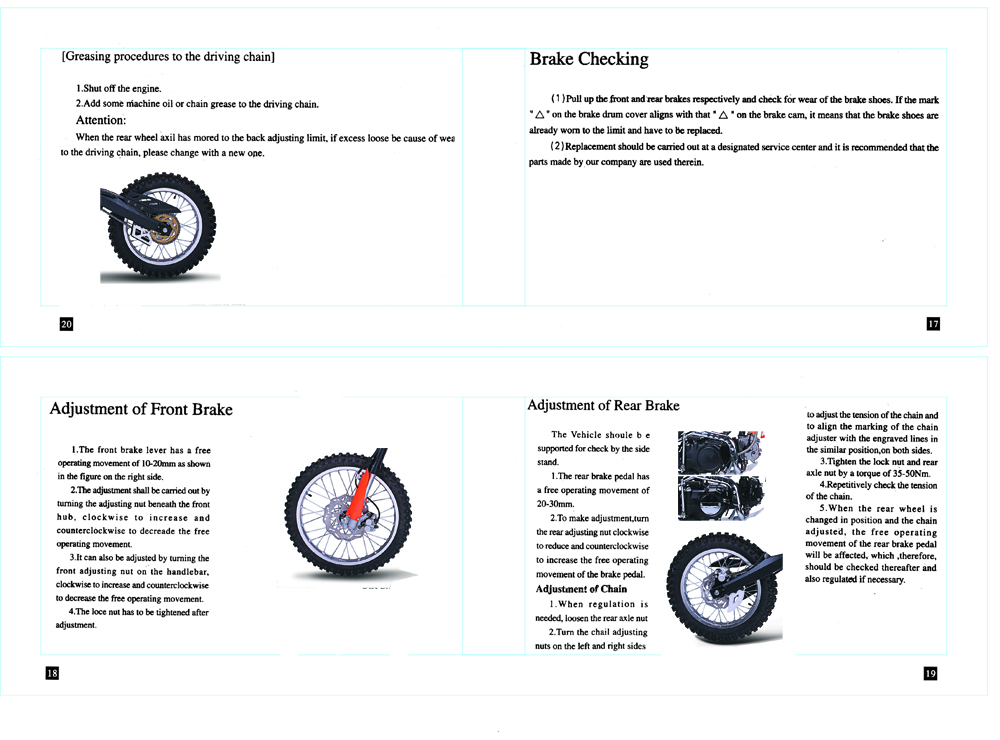 [Greasing procedures to the driving chain]
1.Shut off the engine.
2.Add some machine oil or chain grease to the driving chain.
Attention:
When the rear wheel axil has mored to the back adjusting limit, if excess loose be cause of wea
to the driving chain, please change with a new one.
20
Brake Checking
(1)Pull up the front and rear brakes respectively and check for wear of the brake shoes. If the mark
"△" on the brake drum cover aligns with that "△" on the brake cam, it means that the brake shoes are
already worn to the limit and have to be replaced.
(2)Replacement should be carried out at a designated service center and it is recommended that the
parts made by our company are used therein.
17
Adjustment of Front Brake
1.The front brake lever has a free
operating movement of 10-20mm as shown
in the figure on the right side.
2.The adjustment shall be carried out by
turning the adjusting nut beneath the front
hub, clockwise to increase and
counterclockwise to decreade the free
operating movement.
3.It can also be adjusted by turning the
front adjusting nut on the handlebar,
clockwise to increase and counterclockwise
to decrease the free operating movement.
4.The loce nut has to be tightened after
adjustment.
18
Adjustment of Rear Brake
The Vehicle shoule b e
supported for check by the side
stand.
1.The rear brake pedal has
a free operating movement of
20-30mm.
2.To make adjustment,turn
the rear adjusting nut clockwise
to reduce and counterclockwise
to increase the free operating
movement of the brake pedal.
Adjustment of Chain
1.When regulation is
needed, loosen the rear axle nut
2.Turn the chail adjusting
nuts on the left and right sides
to adjust the tension of the chain and
to align the marking of the chain
adjuster with the engraved lines in
the similar position,on both sides.
3.Tighten the lock nut and rear
axle nut by a torque of 35-50Nm.
4.Repetitively check the tension
of the chain.
5.When the rear wheel is
changed in position and the chain
adjusted, the free operating
movement of the rear brake pedal
will be affected, which ,therefore,
should be checked thereafter and
also regulated if necessary.
19